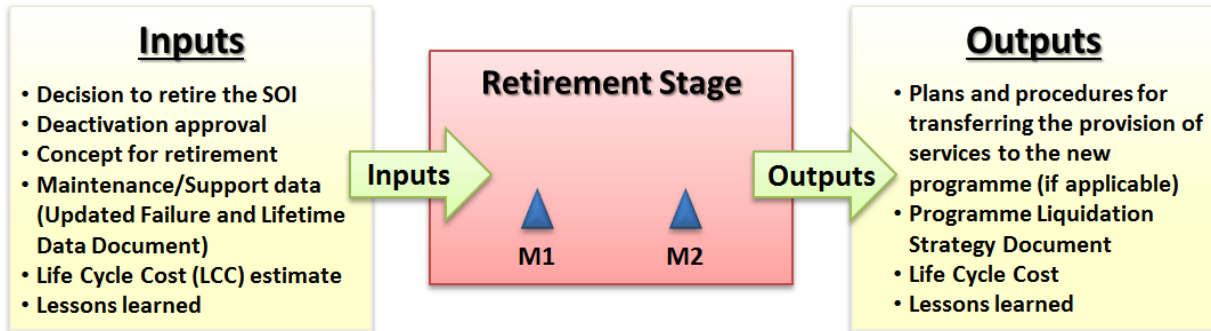 Inputs
• Decision to retire the SOI
• Deactivation approval
• Concept for retirement
• Maintenance/Support data
(Updated Failure and Lifetime
Data Document)
• Life Cycle Cost (LCC) estimate
• Lessons learned
Inputs
Retirement Stage
M1
M2
Outputs
Outputs
• Plans and procedures for
transferring the provision of
services to the new
programme (if applicable)
• Programme Liquidation
Strategy Document
• Life Cycle Cost
• Lessons learned